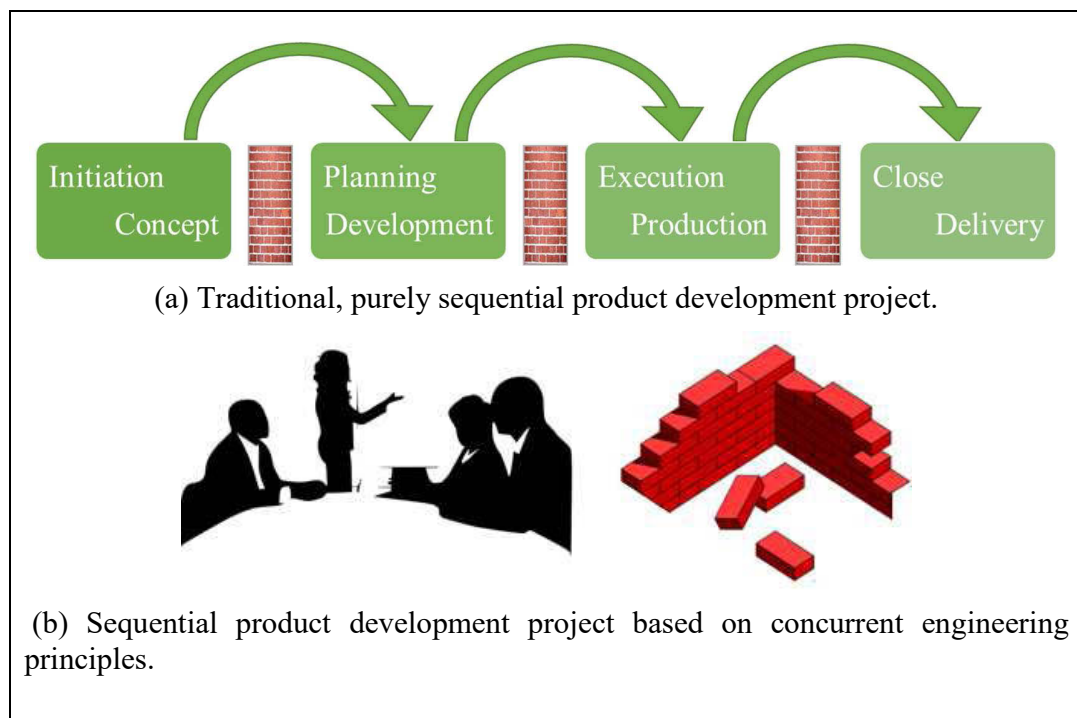 Initiation
Concept
Planning
Development
Execution
Production
Close
Delivery
(a) Traditional, purely sequential product development project.
(b) Sequential product development project based on concurrent engineering
principles.